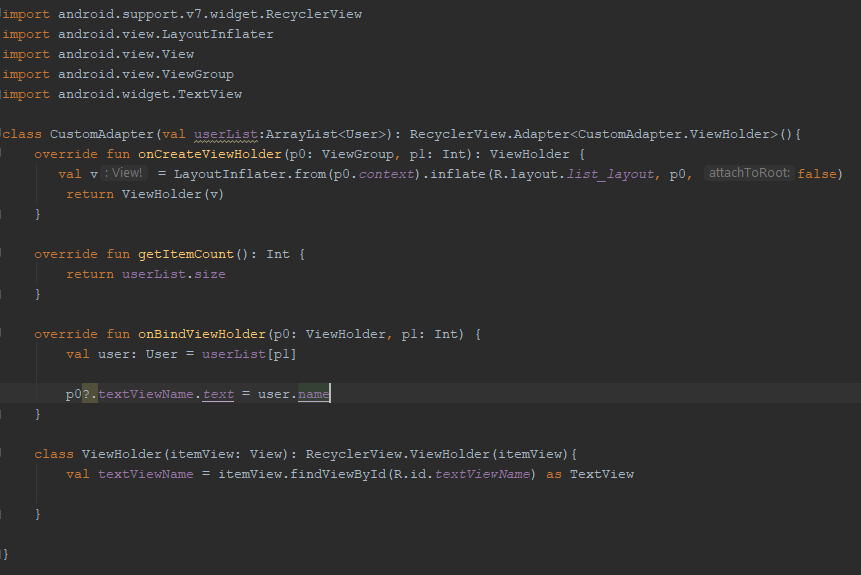 import android.support.v7.widget.RecyclerView
import android.view.LayoutInflater
import android.view.View
import android.view.ViewGroup
import android.widget.TextView
class CustomAdapter(val userList:ArrayList<User>): RecyclerView.Adapter<CustomAdapter.ViewHolder>(){
override fun onCreateViewHolder(p0: ViewGroup, p1: Int): ViewHolder {
val v : View! = LayoutInflater.from(p0.context).inflate(R.layout.list_layout, p0, attachToRoot: false)
return ViewHolder(v)
}
override fun getItemCount(): Int {
return userList.size
}
override fun onBindViewHolder(p0: ViewHolder, p1: Int) {
val user: User = userList[p1]
p0?.textViewName.text = user.name
}
class ViewHolder(itemView: View): RecyclerView.ViewHolder(itemView){
val textViewName = itemView.findViewById(R.id.textViewName) as TextView
}
}